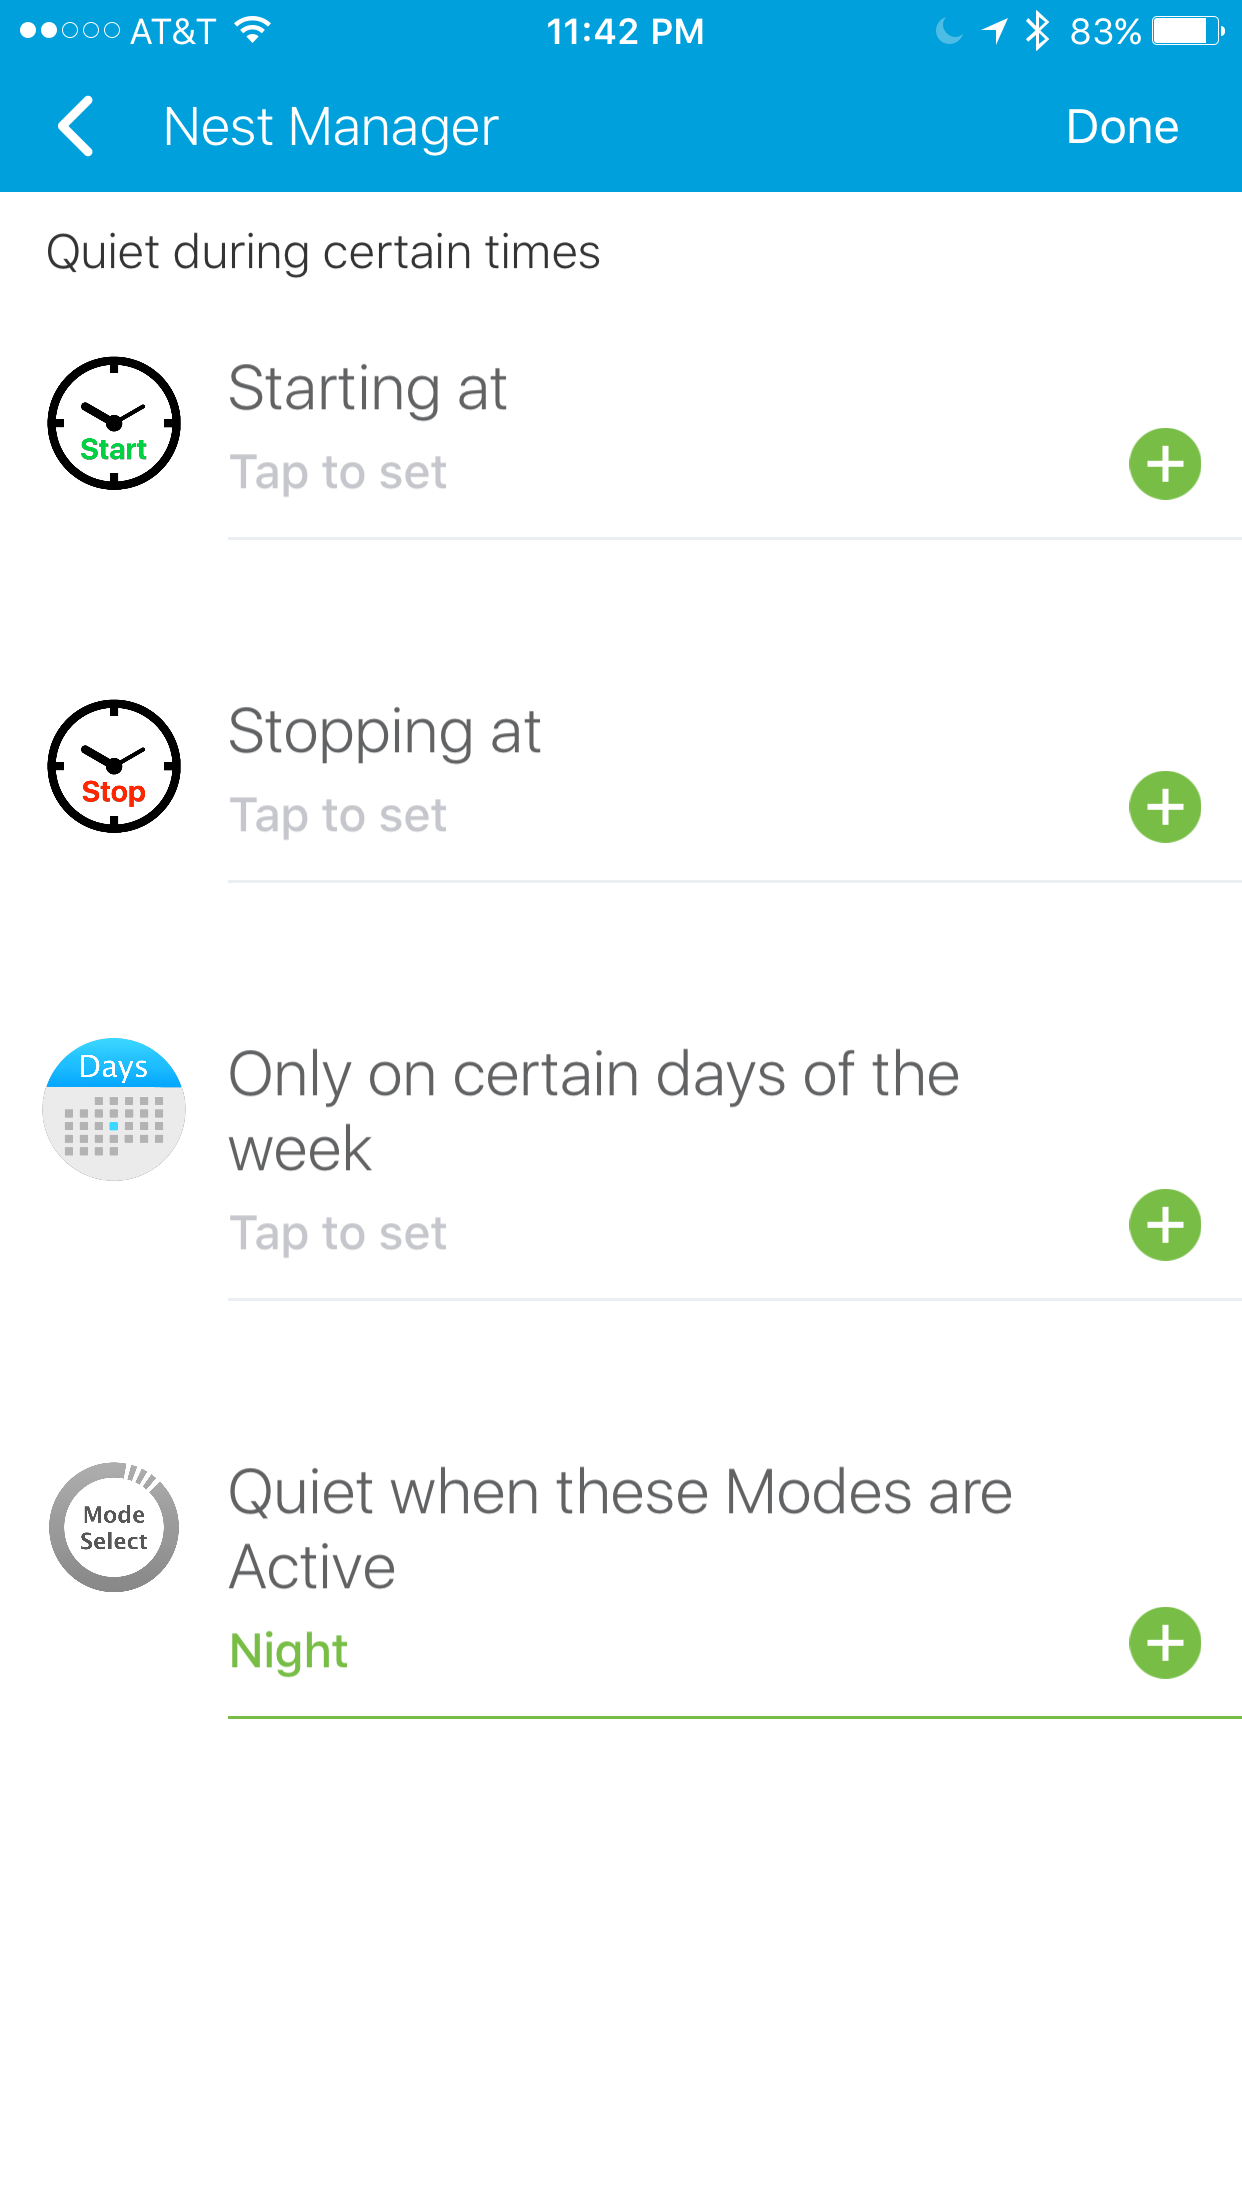 AT&T 11:42 PM 83%
Nest Manager Done
Quiet during certain times
Start
Starting at
Tap to set
Stop
Stopping at
Tap to set
Days
Only on certain days of the
week
Tap to set
Mode
Select
Quiet when these Modes are
Active
Night